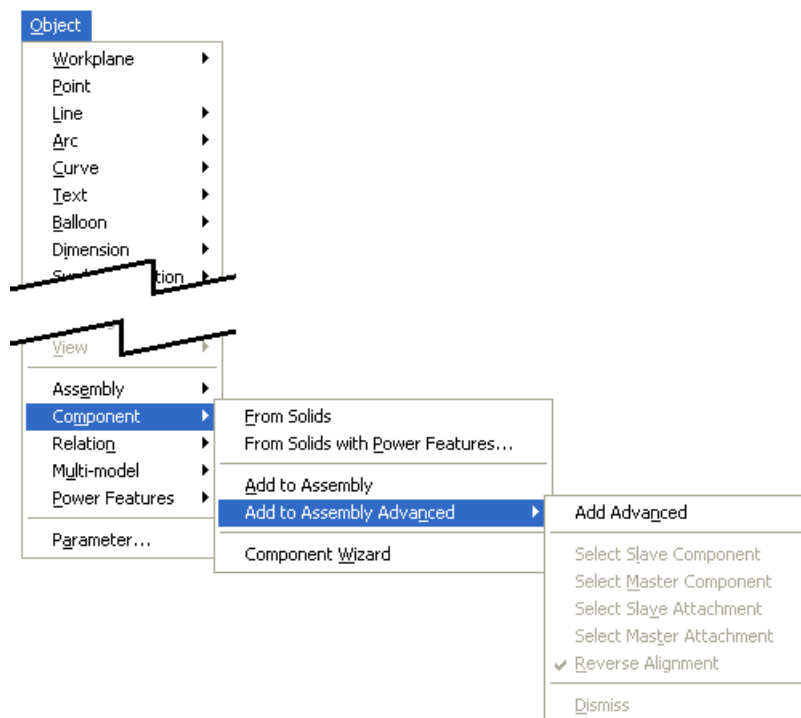 Object
Workplane
Point
Line
Arc
Curve
Text
Balloon
Dimension
View
Assembly
Component
Relation
Multi-model
Power Features
Parameter...
From Solids
From Solids with Power Features...
Add to Assembly
Add to Assembly Advanced
Component Wizard
Add Advanced
Select Slave Component
Select Master Component
Select Slave Attachment
Select Master Attachment
Reverse Alignment
Dismiss